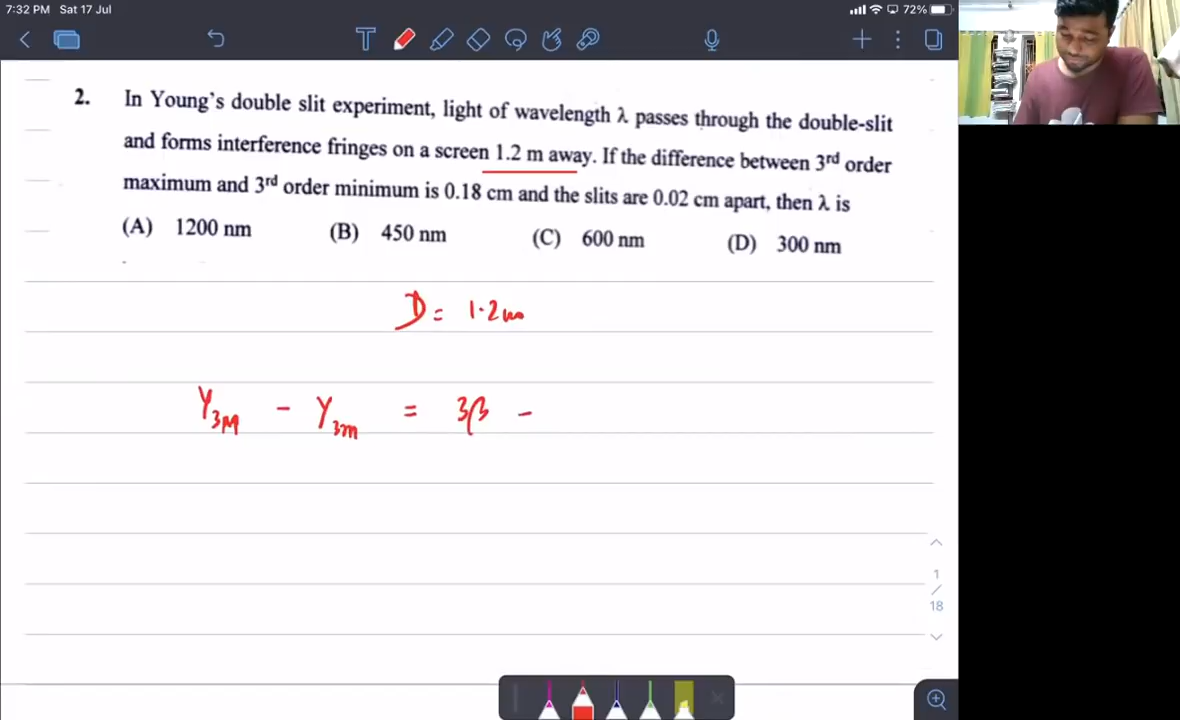 7:32 PM Sat 17 Jul
72%
2. In Young's double slit experiment, light of wavelength λ passes through the double-slit
and forms interference fringes on a screen 1.2 m away. If the difference between 3rd order
maximum and 3rd order minimum is 0.18 cm and the slits are 0.02 cm apart, then λ is
(A) 1200 nm (B) 450 nm (C) 600 nm (D) 300 nm
D = 1.2m
Y3M - Y3m = 3β -
1
/
18